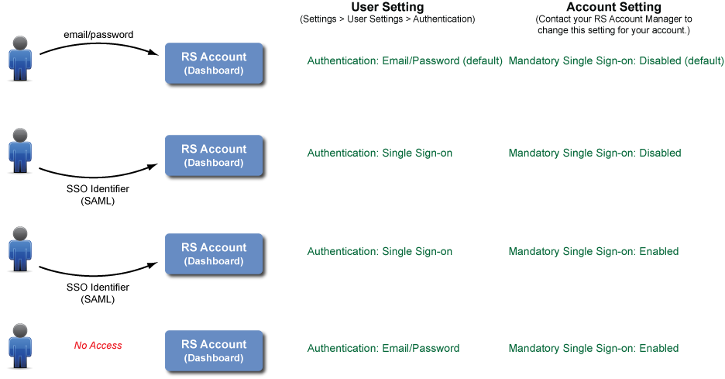 User Setting
(Settings > User Settings > Authentication)
Account Setting
(Contact your RS Account Manager to
change this setting for your account.)
email/password
RS Account
(Dashboard)
Authentication: Email/Password (default)
Mandatory Single Sign-on: Disabled (default)
SSO Identifier
(SAML)
RS Account
(Dashboard)
Authentication: Single Sign-on
Mandatory Single Sign-on: Disabled
SSO Identifier
(SAML)
RS Account
(Dashboard)
Authentication: Single Sign-on
Mandatory Single Sign-on: Enabled
No Access
RS Account
(Dashboard)
Authentication: Email/Password
Mandatory Single Sign-on: Enabled